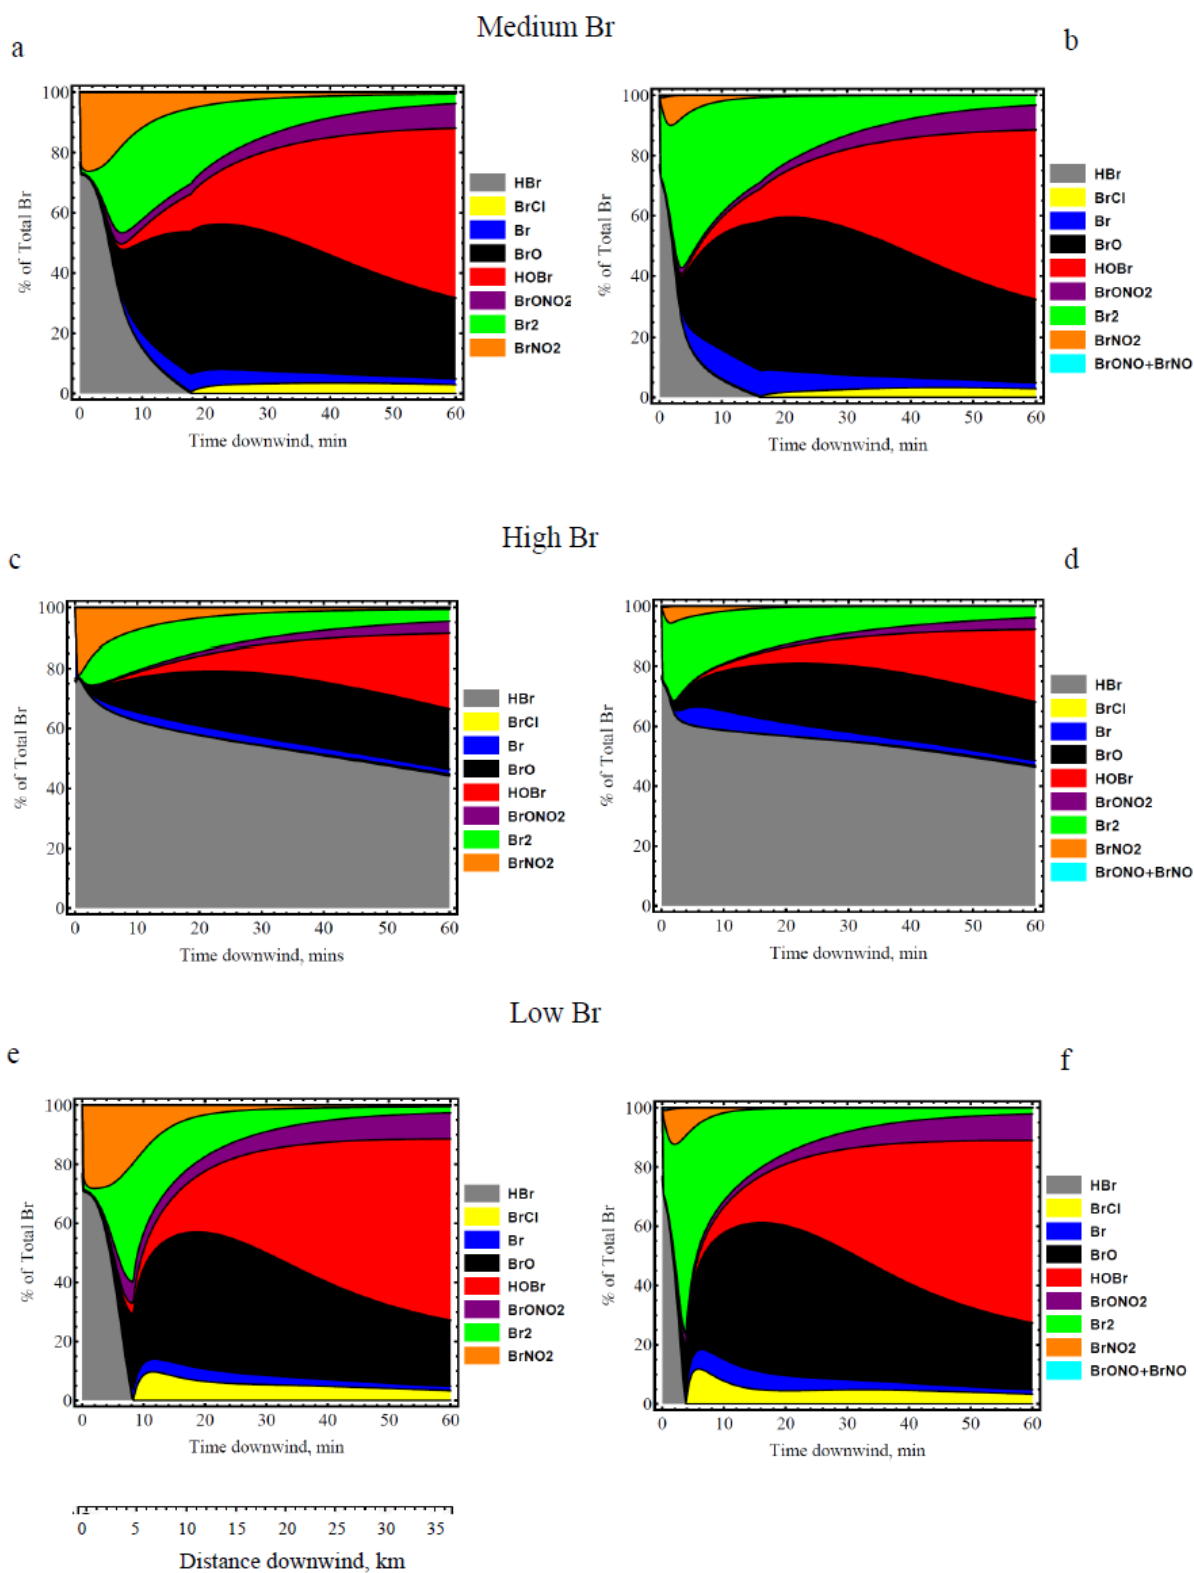 Medium Br
a
b
% of Total Br
100
80
60
40
20
0
0 10 20 30 40 50 60
Time downwind, min
HBr
BrCl
Br
BrO
HOBr
BrONO2
Br2
BrNO2
% of Total Br
100
80
60
40
20
0
0 10 20 30 40 50 60
Time downwind, min
HBr
BrCl
Br
BrO
HOBr
BrONO2
Br2
BrNO2
BrONO+BrNO
High Br
c
d
% of Total Br
100
80
60
40
20
0
0 10 20 30 40 50 60
Time downwind, mins
HBr
BrCl
Br
BrO
HOBr
BrONO2
Br2
BrNO2
% of Total Br
100
80
60
40
20
0
0 10 20 30 40 50 60
Time downwind, min
HBr
BrCl
Br
BrO
HOBr
BrONO2
Br2
BrNO2
BrONO+BrNO
Low Br
e
f
% of Total Br
100
80
60
40
20
0
0 10 20 30 40 50 60
Time downwind, min
HBr
BrCl
Br
BrO
HOBr
BrONO2
Br2
BrNO2
% of Total Br
100
80
60
40
20
0
0 10 20 30 40 50 60
Time downwind, min
HBr
BrCl
Br
BrO
HOBr
BrONO2
Br2
BrNO2
BrONO+BrNO
0 5 10 15 20 25 30 35
Distance downwind, km